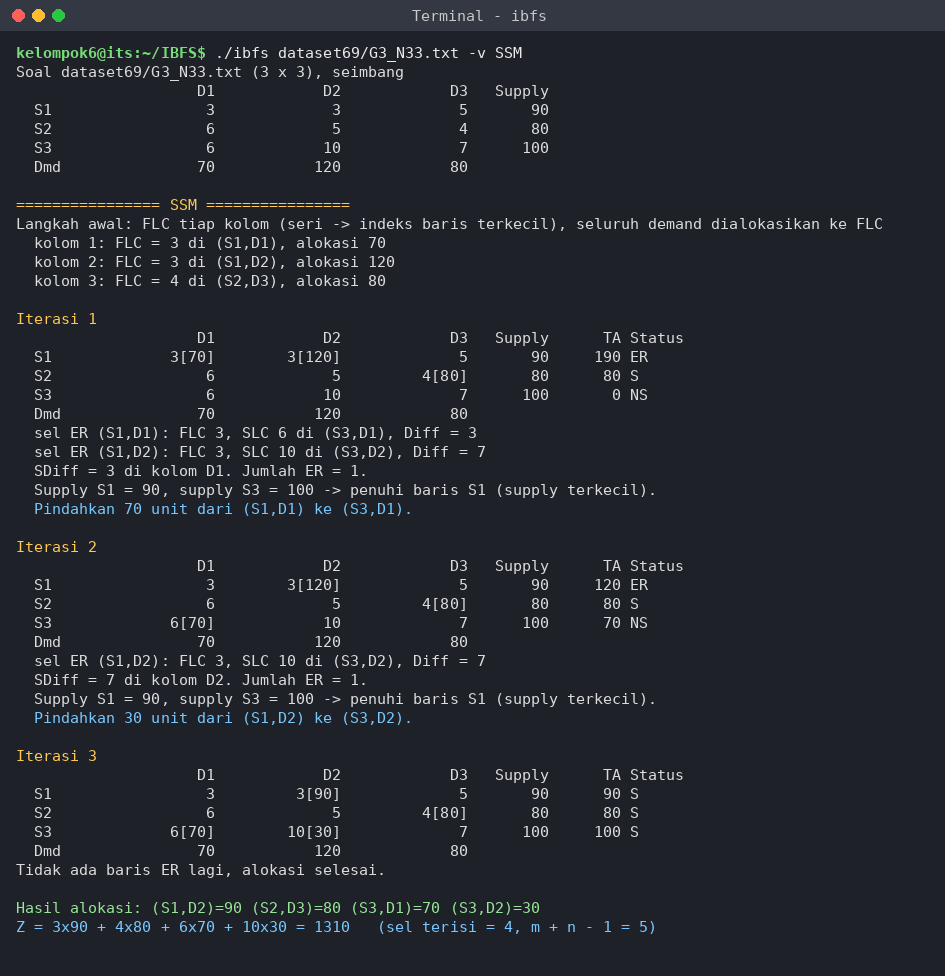 Terminal - ibfs
kelompok6@its:~/IBFS$ ./ibfs dataset69/G3_N33.txt -v SSM
Soal dataset69/G3_N33.txt (3 x 3), seimbang
D1 D2 D3 Supply
S1 3 3 5 90
S2 6 5 4 80
S3 6 10 7 100
Dmd 70 120 80
================ SSM ================
Langkah awal: FLC tiap kolom (seri -> indeks baris terkecil), seluruh demand dialokasikan ke FLC
kolom 1: FLC = 3 di (S1,D1), alokasi 70
kolom 2: FLC = 3 di (S1,D2), alokasi 120
kolom 3: FLC = 4 di (S2,D3), alokasi 80
Iterasi 1
D1 D2 D3 Supply TA Status
S1 3[70] 3[120] 5 90 190 ER
S2 6 5 4[80] 80 80 S
S3 6 10 7 100 0 NS
Dmd 70 120 80
sel ER (S1,D1): FLC 3, SLC 6 di (S3,D1), Diff = 3
sel ER (S1,D2): FLC 3, SLC 10 di (S3,D2), Diff = 7
SDiff = 3 di kolom D1. Jumlah ER = 1.
Supply S1 = 90, supply S3 = 100 -> penuhi baris S1 (supply terkecil).
Pindahkan 70 unit dari (S1,D1) ke (S3,D1).
Iterasi 2
D1 D2 D3 Supply TA Status
S1 3 3[120] 5 90 120 ER
S2 6 5 4[80] 80 80 S
S3 6[70] 10 7 100 70 NS
Dmd 70 120 80
sel ER (S1,D2): FLC 3, SLC 10 di (S3,D2), Diff = 7
SDiff = 7 di kolom D2. Jumlah ER = 1.
Supply S1 = 90, supply S3 = 100 -> penuhi baris S1 (supply terkecil).
Pindahkan 30 unit dari (S1,D2) ke (S3,D2).
Iterasi 3
D1 D2 D3 Supply TA Status
S1 3 3[90] 5 90 90 S
S2 6 5 4[80] 80 80 S
S3 6[70] 10[30] 7 100 100 S
Dmd 70 120 80
Tidak ada baris ER lagi, alokasi selesai.
Hasil alokasi: (S1,D2)=90 (S2,D3)=80 (S3,D1)=70 (S3,D2)=30
Z = 3x90 + 4x80 + 6x70 + 10x30 = 1310 (sel terisi = 4, m + n - 1 = 5)